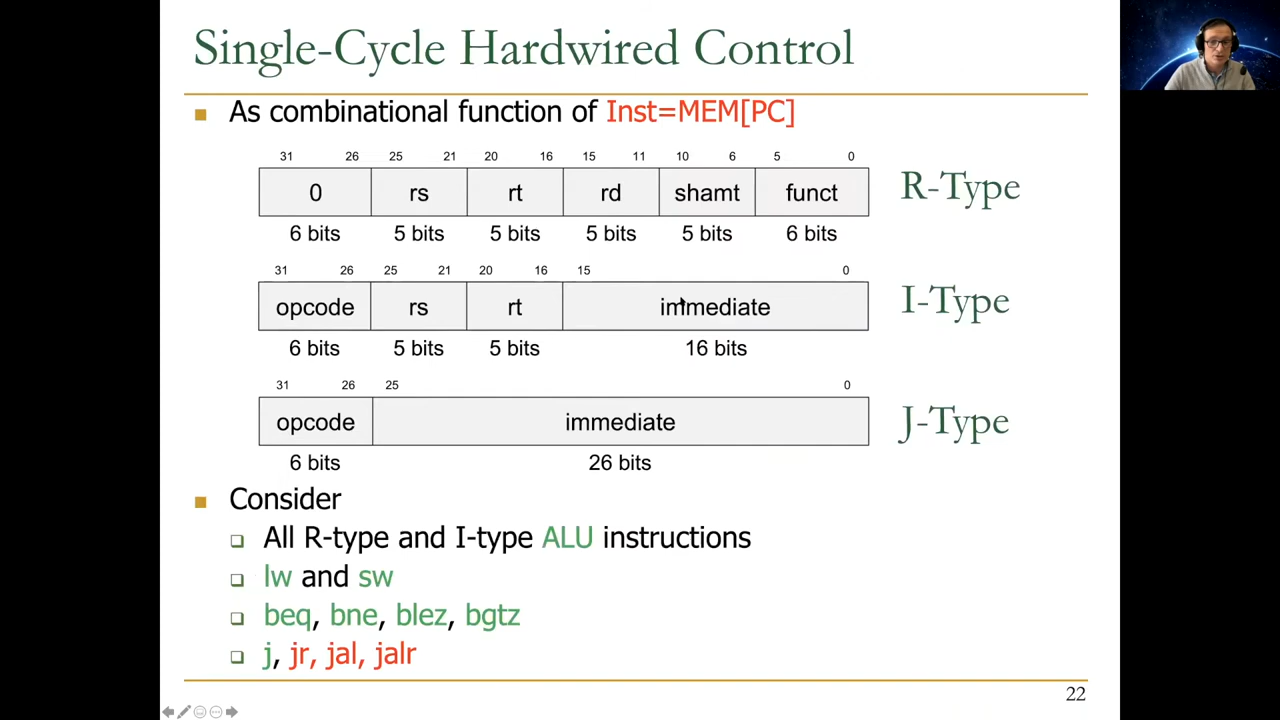 Single-Cycle Hardwired Control
As combinational function of Inst=MEM[PC]
31 26 25 21 20 16 15 11 10 6 5 0
0 rs rt rd shamt funct R-Type
6 bits 5 bits 5 bits 5 bits 5 bits 6 bits
31 26 25 21 20 16 15 0
opcode rs rt immediate I-Type
6 bits 5 bits 5 bits 16 bits
31 26 25 0
opcode immediate J-Type
6 bits 26 bits
Consider
All R-type and I-type ALU instructions
lw and sw
beq, bne, blez, bgtz
j, jr, jal, jalr
22